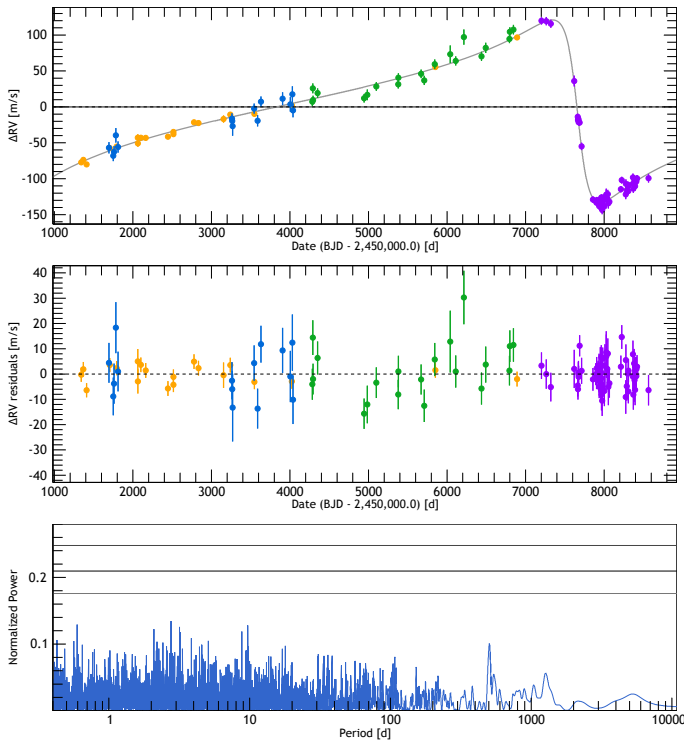 100
50
0
-50
-100
-150
ΔRV [m/s]
1000 2000 3000 4000 5000 6000 7000 8000
Date (BJD - 2,450,000.0) [d]
40
30
20
10
0
-10
-20
-30
-40
ΔRV residuals [m/s]
1000 2000 3000 4000 5000 6000 7000 8000
Date (BJD - 2,450,000.0) [d]
0.2
0.1
Normalized Power
1 10 100 1000 10000
Period [d]